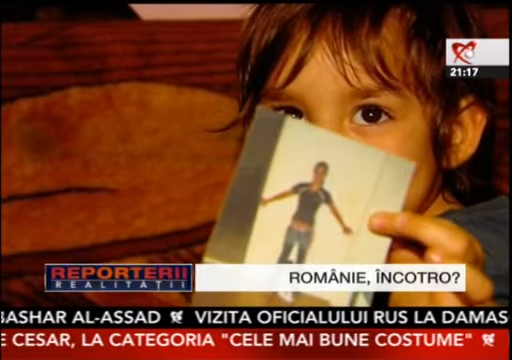 21:17
REPORTERII
REALITATII
ROMÂNIE, ÎNCOTRO?
BASHAR AL-ASSAD VIZITA OFICIALULUI RUS LA DAMAS
E CESAR, LA CATEGORIA "CELE MAI BUNE COSTUME"